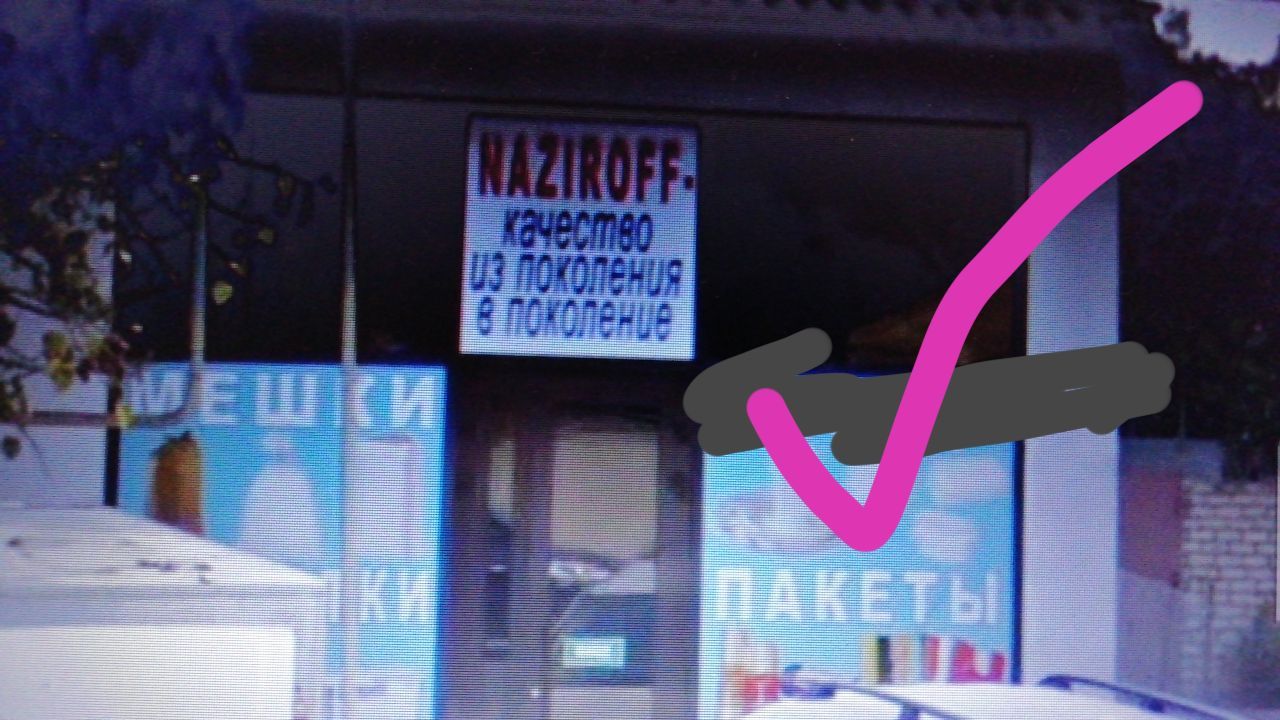 NAZIROFF-
качество
из поколения
в поколение
МЕШКИ
ПАКЕТЫ